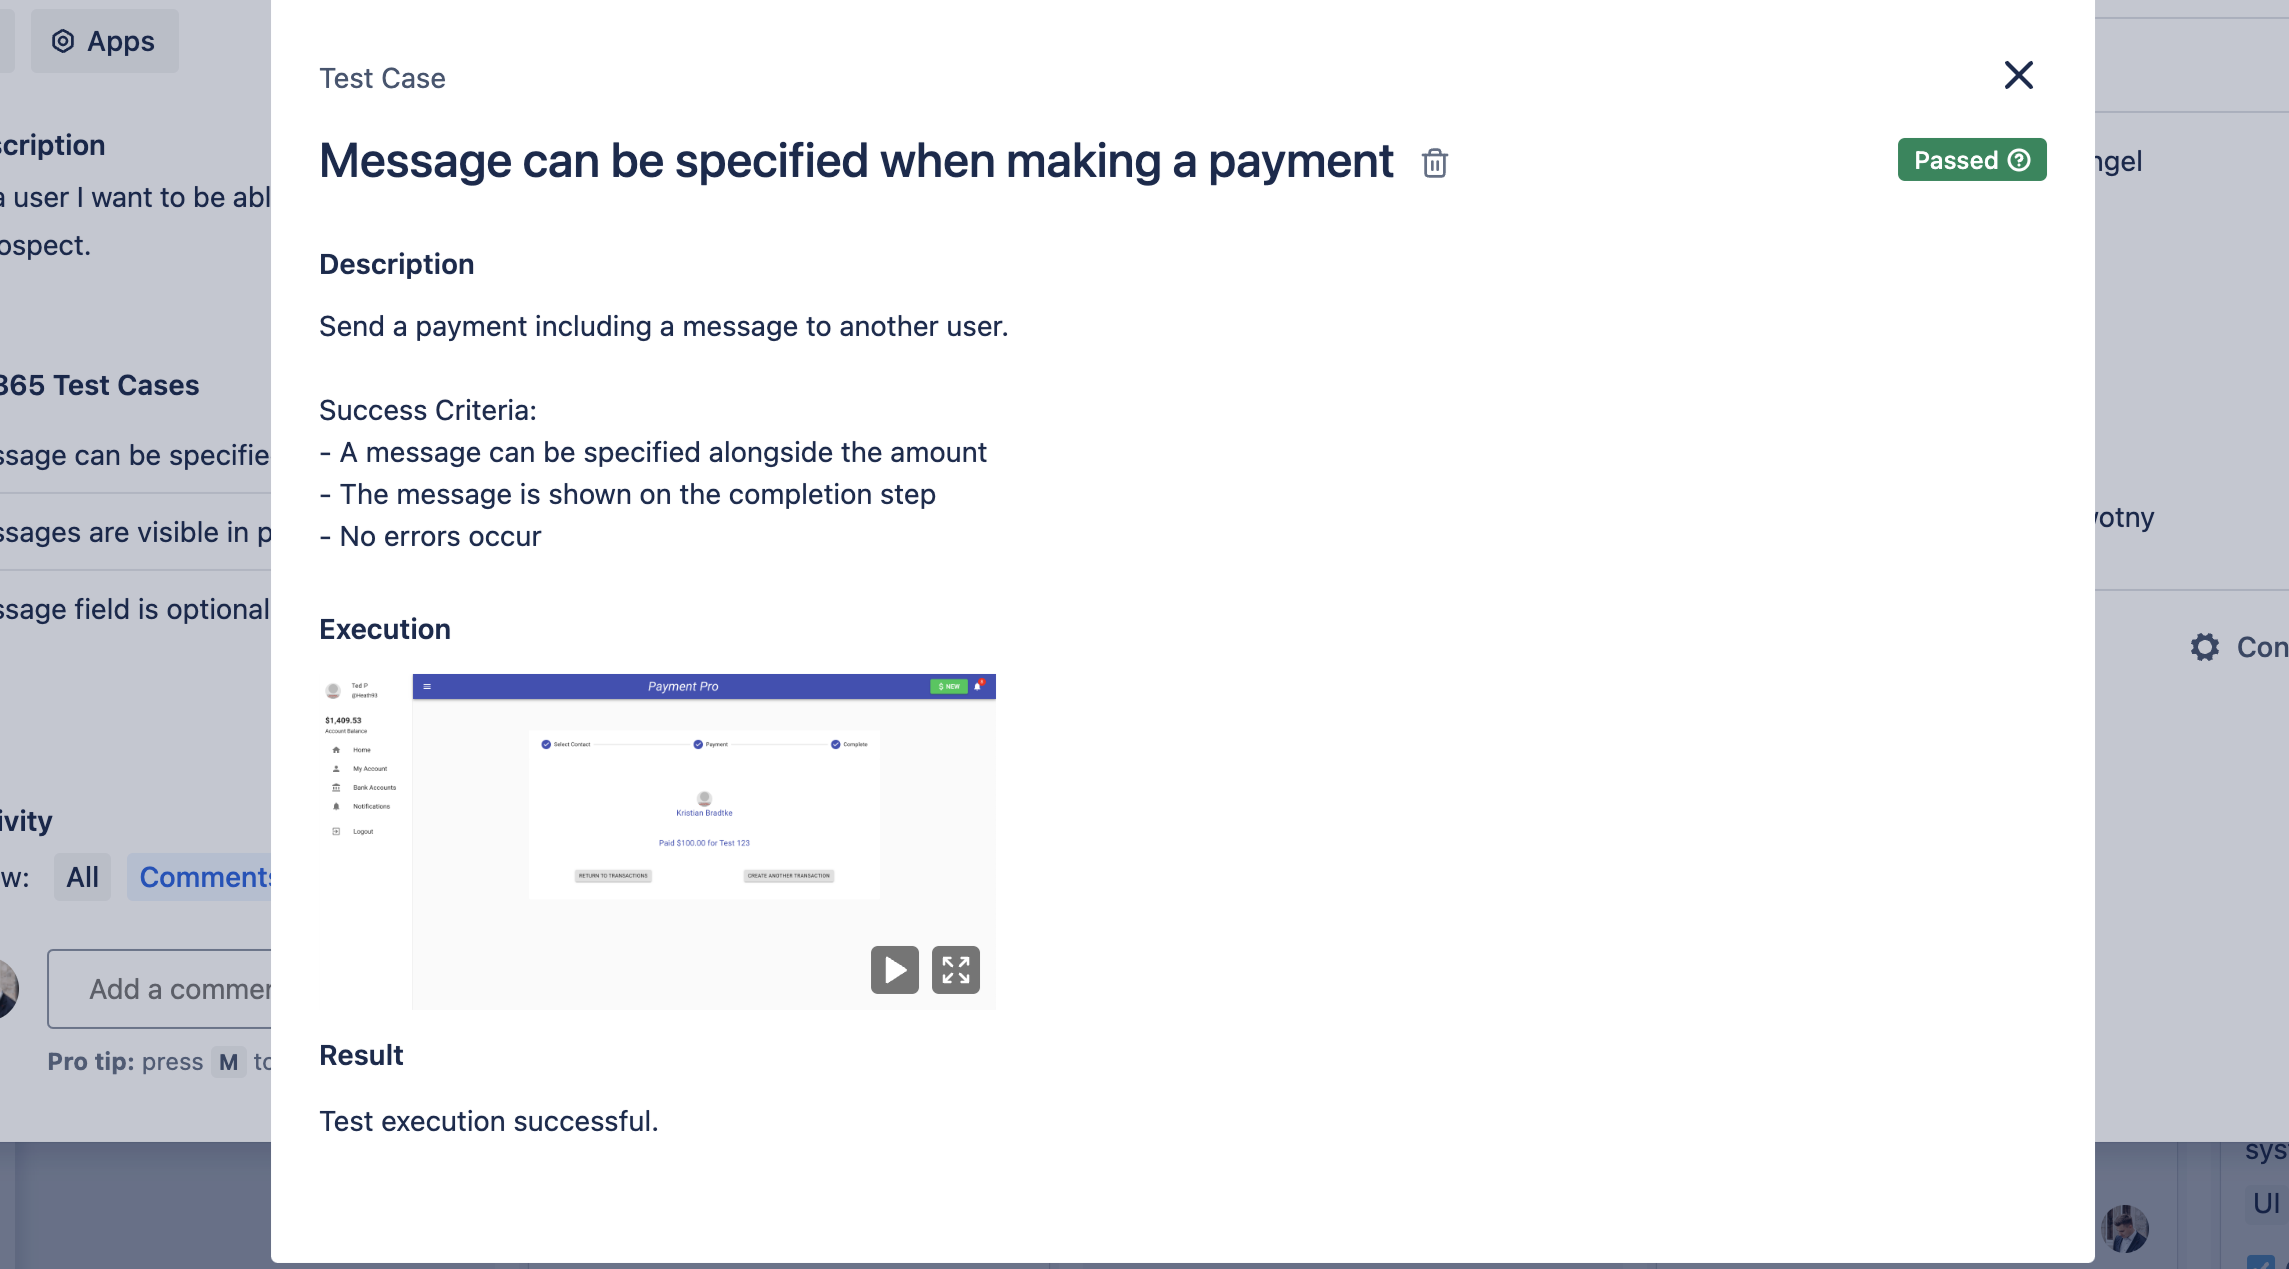 Apps
Test Case
Message can be specified when making a payment
Passed
scription
ngel
a user I want to be abl
ospect.
Description
Send a payment including a message to another user.
365 Test Cases
Success Criteria:
ssage can be specifie
- A message can be specified alongside the amount
- The message is shown on the completion step
ssages are visible in p
- No errors occur
votny
ssage field is optional
Execution
Con
Ted P
@Heath93
Payment Pro
$ NEW
$1,409.53
Account Balance
Home
My Account
Bank Accounts
Notifications
Logout
Select Contact
Payment
Complete
Kristian Bradtke
Paid $100.00 for Test 123
RETURN TO TRANSACTIONS
CREATE ANOTHER TRANSACTION
ivity
w:
All
Comments
Add a commen
Pro tip: press M to
Result
Test execution successful.
sys
UI